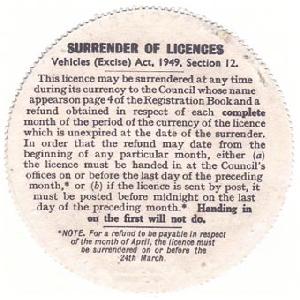 SURRENDER OF LICENCES
Vehicles (Excise) Act, 1949, Section 12.
This licence may be surrendered at any time
during its currency to the Council whose name
appears on page 4 of the Registration Book and a
refund obtained in respect of each complete
month of the period of the currency of the licence
which is unexpired at the date of the surrender.
In order that the refund may date from the
beginning of any particular month, either (a)
the licence must be handed in at the Council's
offices on or before the last day of the preceding
month,* or (b) if the licence is sent by post, it
must be posted before midnight on the last
day of the preceding month.* Handing in
on the first will not do.
*NOTE. For a refund to be payable in respect
of the month of April, the licence must
be surrendered on or before the
24th March.